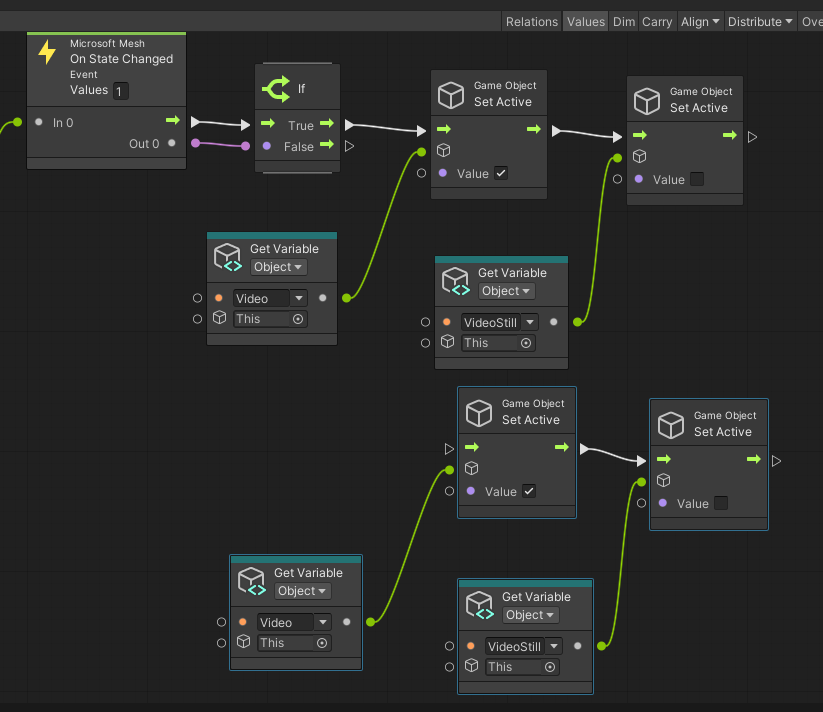 Relations Values Dim Carry Align Distribute Ove
Microsoft Mesh
On State Changed
Event
Values 1
In 0
Out 0
If
True
False
Game Object
Set Active
Value
Game Object
Set Active
Value
Get Variable
Object
Video
This
Get Variable
Object
VideoStill
This
Game Object
Set Active
Value
Game Object
Set Active
Value
Get Variable
Object
Video
This
Get Variable
Object
VideoStill
This